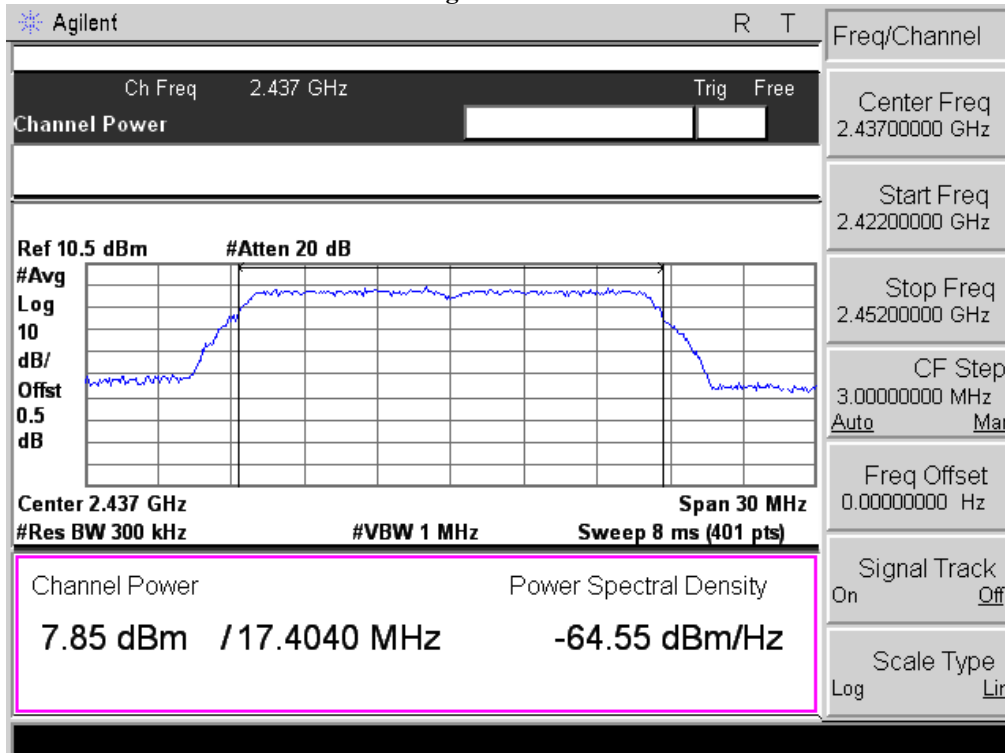 Agilent R T
Ch Freq 2.437 GHz Trig Free
Channel Power
Ref 10.5 dBm #Atten 20 dB
#Avg
Log
10
dB/
Offst
0.5
dB
Center 2.437 GHz Span 30 MHz
#Res BW 300 kHz #VBW 1 MHz Sweep 8 ms (401 pts)
Channel Power Power Spectral Density
7.85 dBm / 17.4040 MHz -64.55 dBm/Hz
Freq/Channel
Center Freq
2.43700000 GHz
Start Freq
2.42200000 GHz
Stop Freq
2.45200000 GHz
CF Step
3.00000000 MHz
Auto Man
Freq Offset
0.00000000 Hz
Signal Track
On Off
Scale Type
Log Lin